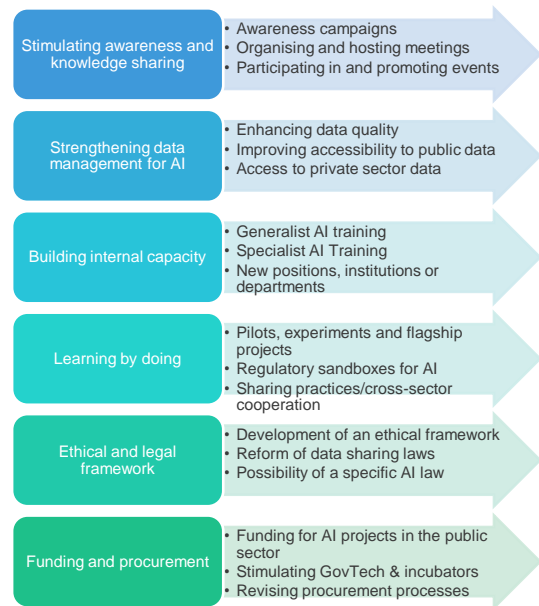 Stimulating awareness and
knowledge sharing
• Awareness campaigns
• Organising and hosting meetings
• Participating in and promoting events
Strengthening data
management for AI
• Enhancing data quality
• Improving accessibility to public data
• Access to private sector data
Building internal capacity
• Generalist AI training
• Specialist AI Training
• New positions, institutions or
departments
Learning by doing
• Pilots, experiments and flagship
projects
• Regulatory sandboxes for AI
• Sharing practices/cross-sector
cooperation
Ethical and legal
framework
• Development of an ethical framework
• Reform of data sharing laws
• Possibility of a specific AI law
Funding and procurement
• Funding for AI projects in the public
sector
• Stimulating GovTech & incubators
• Revising procurement processes